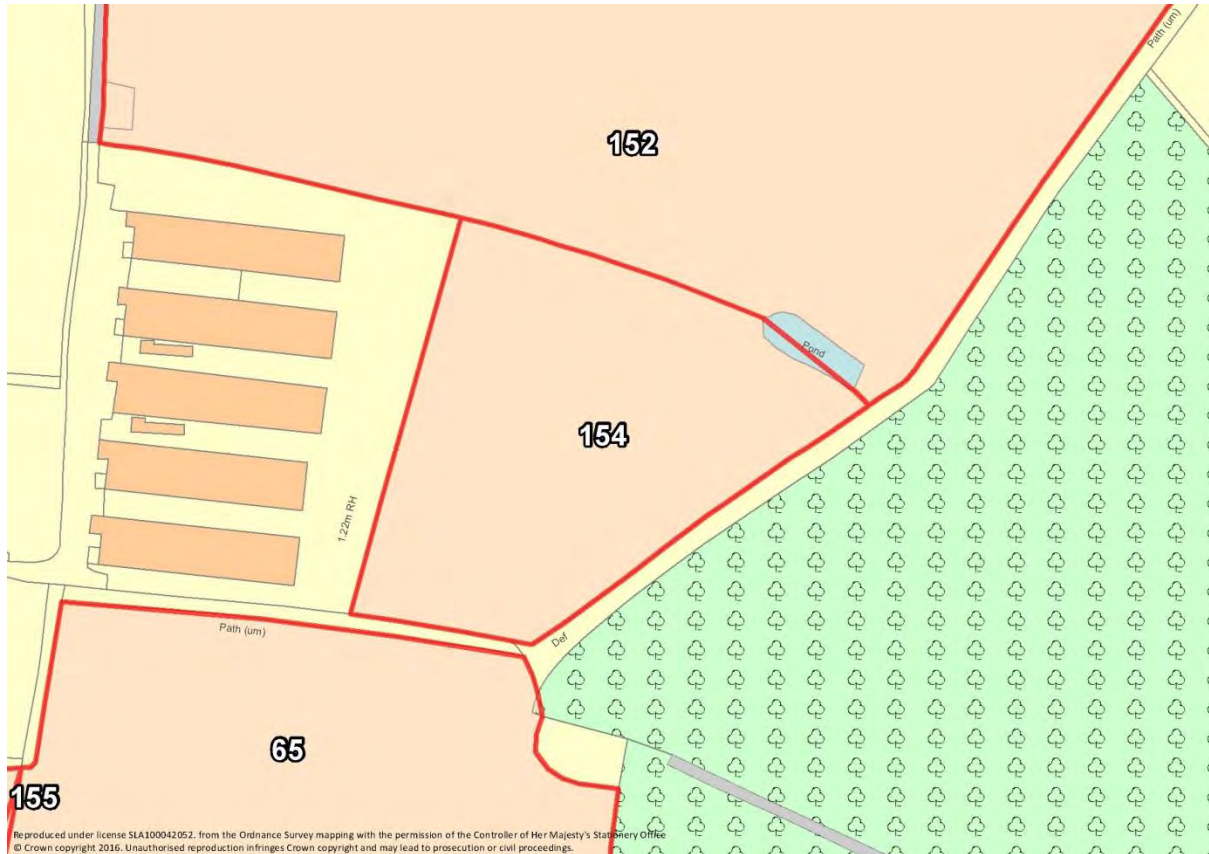 Path (um)
152
Pond
154
1.22m RH
Path (um)
Def
65
155
Reproduced under license SLA100042052. from the Ordnance Survey mapping with the permission of the Controller of Her Majesty's Stationery Office
© Crown copyright 2016. Unauthorised reproduction infringes Crown copyright and may lead to prosecution or civil proceedings.